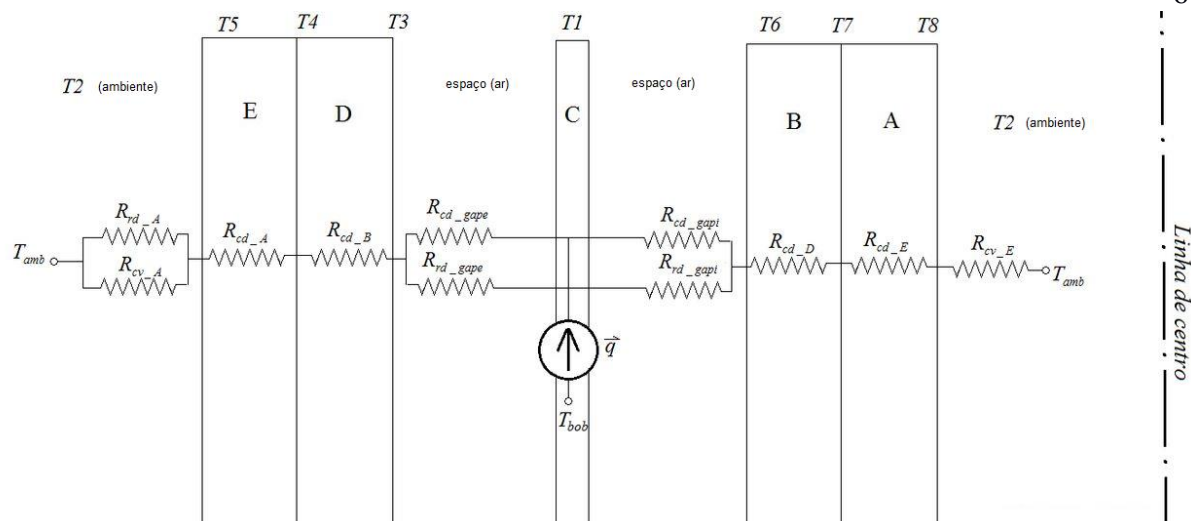 T5 T4 T3 T1 T6 T7 T8
T2 (ambiente) espaço (ar) espaço (ar)
E D C B A T2 (ambiente)
R_rd_A R_cd_gape R_cd_gapi
R_cd_A R_cd_B R_cd_D R_cd_E R_cv_E
T_amb R_cv_A R_rd_gape R_rd_gapi T_amb
q
T_bob
Linha de centro